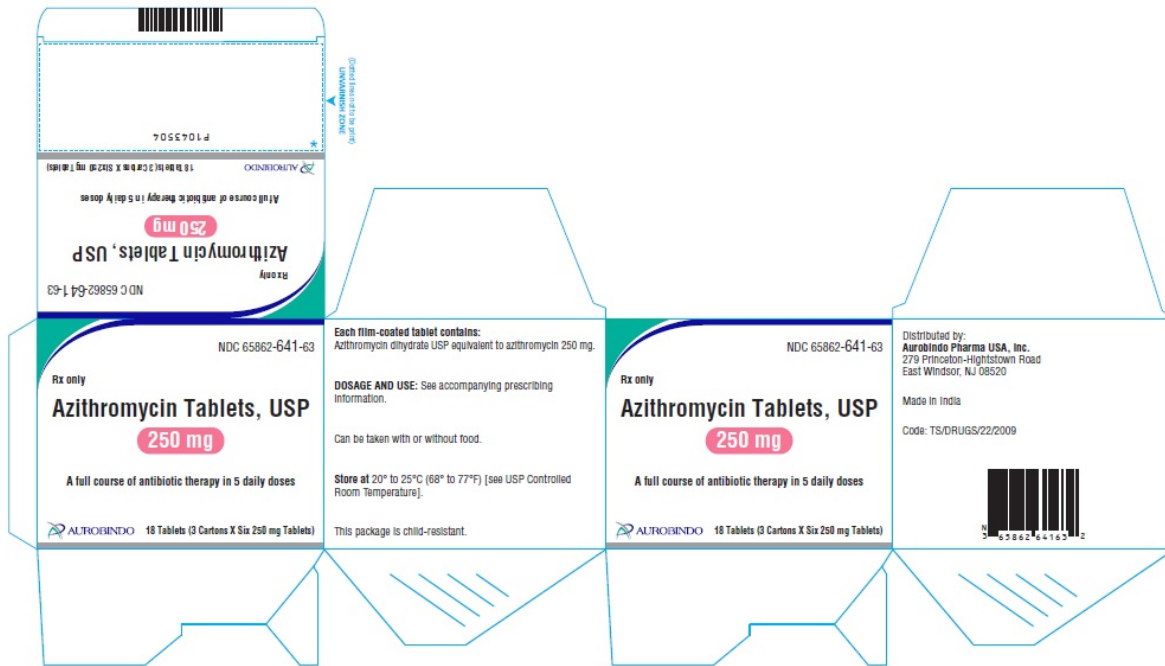 (Dotted lines not to be print)
UNVARNISH ZONE
P1043504
*
AUROBINDO 18 Tablets (3 Cartons X Six 250 mg Tablets)
A full course of antibiotic therapy in 5 daily doses
250 mg
Azithromycin Tablets, USP
Rx only
NDC 65862-641-63
NDC 65862-641-63
Rx only
Azithromycin Tablets, USP
250 mg
A full course of antibiotic therapy in 5 daily doses
AUROBINDO 18 Tablets (3 Cartons X Six 250 mg Tablets)
Each film-coated tablet contains:
Azithromycin dihydrate USP equivalent to azithromycin 250 mg.
DOSAGE AND USE: See accompanying prescribing
information.
Can be taken with or without food.
Store at 20° to 25°C (68° to 77°F) [see USP Controlled
Room Temperature].
This package is child-resistant.
NDC 65862-641-63
Rx only
Azithromycin Tablets, USP
250 mg
A full course of antibiotic therapy in 5 daily doses
AUROBINDO 18 Tablets (3 Cartons X Six 250 mg Tablets)
Distributed by:
Aurobindo Pharma USA, Inc.
279 Princeton-Hightstown Road
East Windsor, NJ 08520
Made in India
Code: TS/DRUGS/22/2009
N
3 65862 64163 2